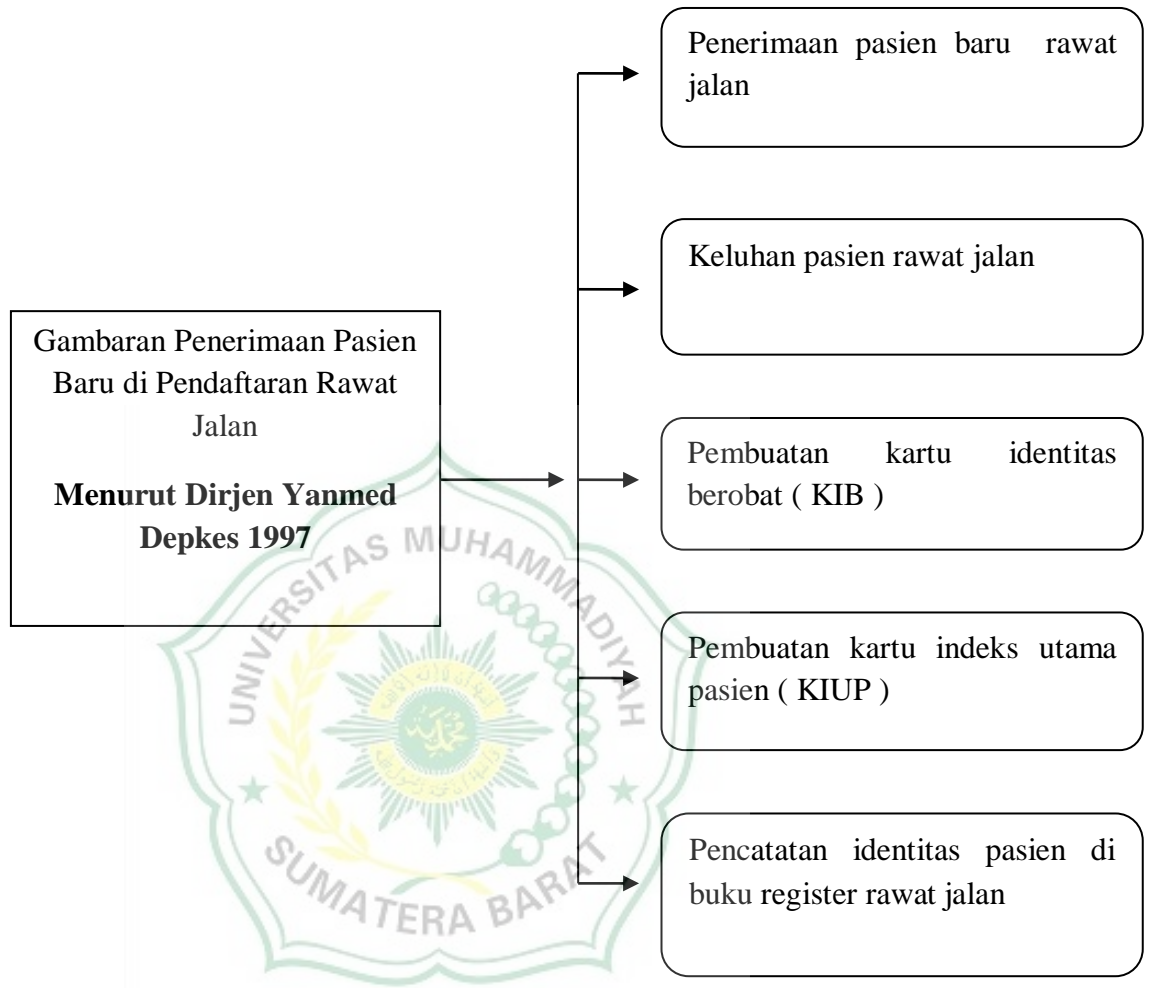 Penerimaan pasien baru rawat
jalan
Keluhan pasien rawat jalan
Gambaran Penerimaan Pasien
Baru di Pendaftaran Rawat
Jalan
Menurut Dirjen Yanmed
Depkes 1997
Pembuatan kartu identitas
berobat ( KIB )
Pembuatan kartu indeks utama
pasien ( KIUP )
Pencatatan identitas pasien di
buku register rawat jalan
UNIVERSITAS MUHAMMADIYAH
SUMATERA BARAT